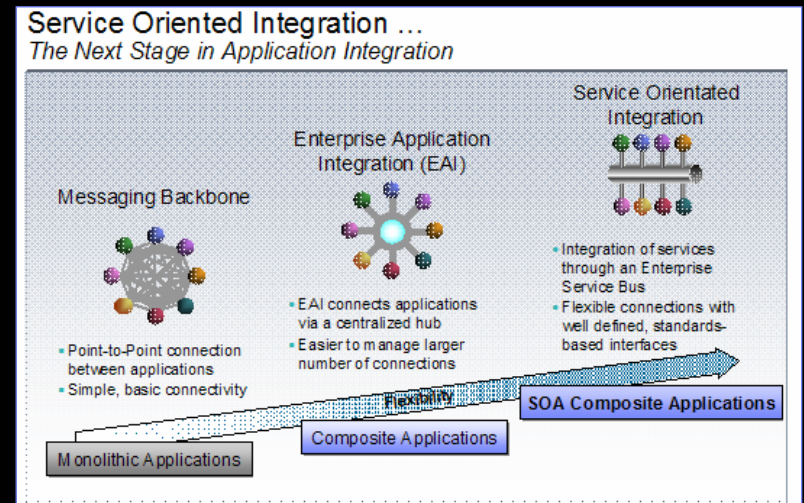 Service Oriented Integration ...
The Next Stage in Application Integration
Messaging Backbone
▪ Point-to-Point connection
between applications
▪ Simple, basic connectivity
Enterprise Application
Integration (EAI)
▪ EAI connects applications
via a centralized hub
▪ Easier to manage larger
number of connections
Service Orientated
Integration
▪ Integration of services
through an Enterprise
Service Bus
▪ Flexible connections with
well defined, standards-
based interfaces
Flexibility
Monolithic Applications
Composite Applications
SOA Composite Applications